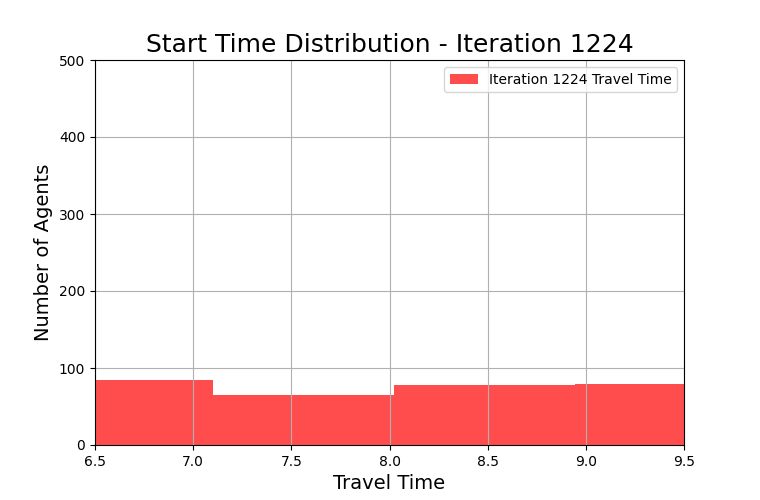 Start Time Distribution - Iteration 1224
Iteration 1224 Travel Time
Number of Agents
500
400
300
200
100
0
6.5 7.0 7.5 8.0 8.5 9.0 9.5
Travel Time